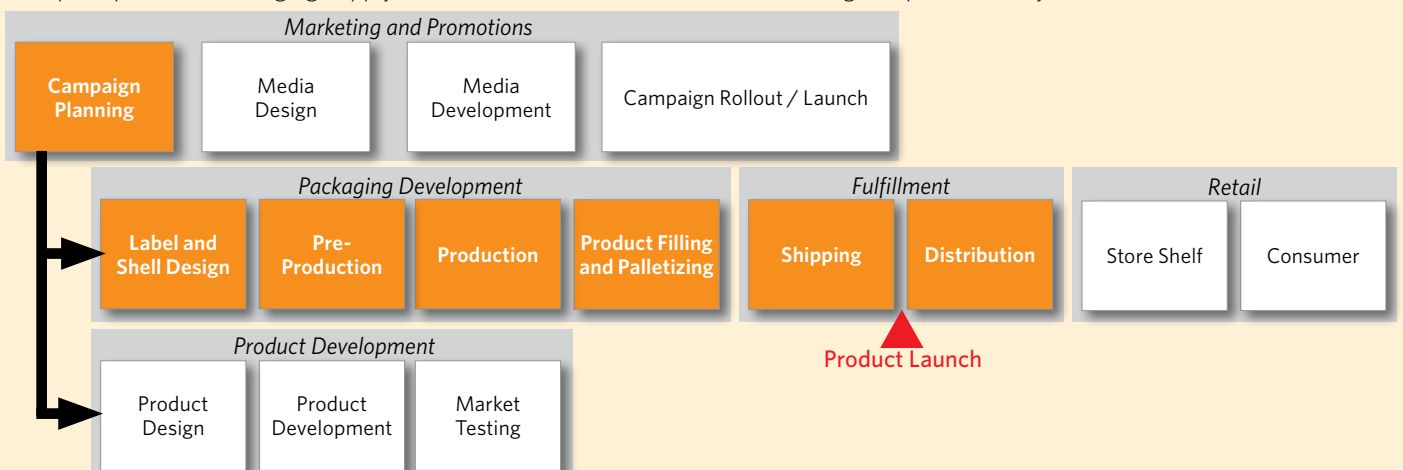 Marketing and Promotions
Campaign
Planning
Media
Design
Media
Development
Campaign Rollout / Launch
Packaging Development
Label and
Shell Design
Pre-
Production
Production
Product Filling
and Palletizing
Fulfillment
Shipping
Distribution
Product Launch
Retail
Store Shelf
Consumer
Product Development
Product
Design
Product
Development
Market
Testing